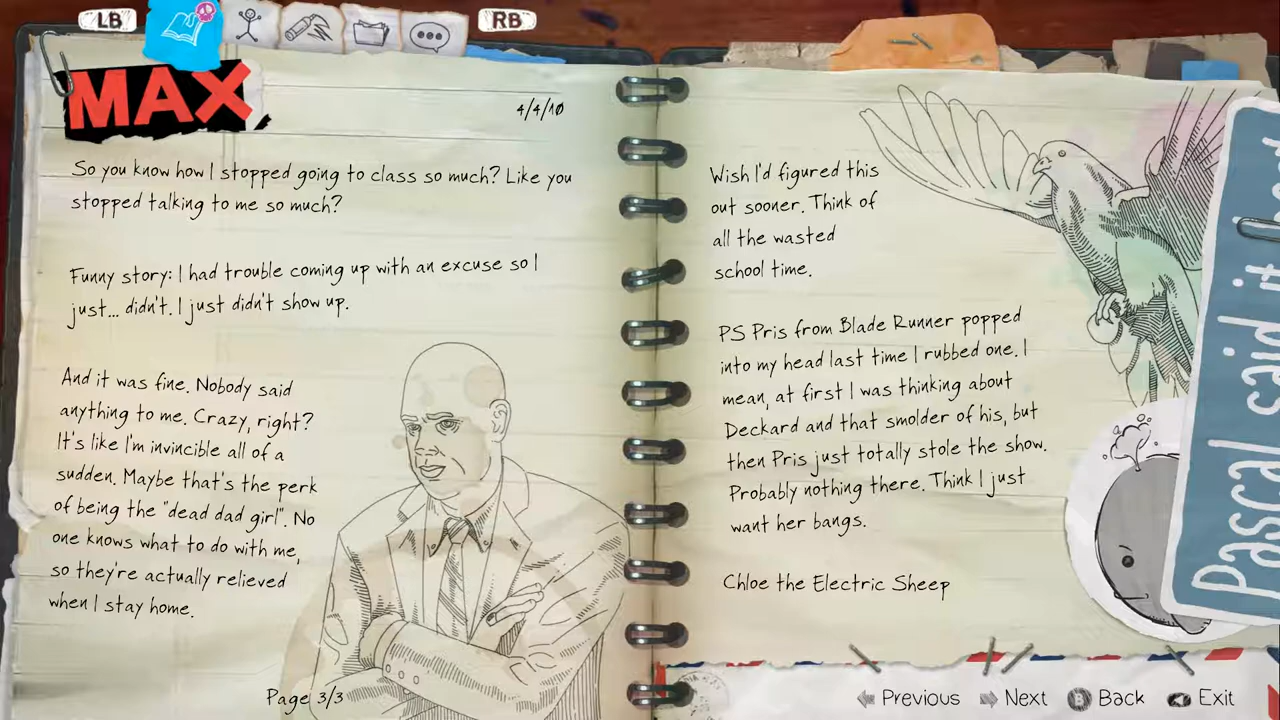 LB
RB
MAX
4/4/10
So you know how I stopped going to class so much? Like you
stopped talking to me so much?
Funny story: I had trouble coming up with an excuse so I
just... didn't. I just didn't show up.
And it was fine. Nobody said
anything to me. Crazy, right?
It's like I'm invincible all of a
sudden. Maybe that's the perk
of being the "dead dad girl". No
one knows what to do with me,
so they're actually relieved
when I stay home.
Page 3/3
Wish I'd figured this
out sooner. Think of
all the wasted
school time.
PS Pris from Blade Runner popped
into my head last time I rubbed one. I
mean, at first I was thinking about
Deckard and that smolder of his, but
then Pris just totally stole the show.
Probably nothing there. Think I just
want her bangs.
Chloe the Electric Sheep
Pascal said it
Previous
Next
B Back
Exit